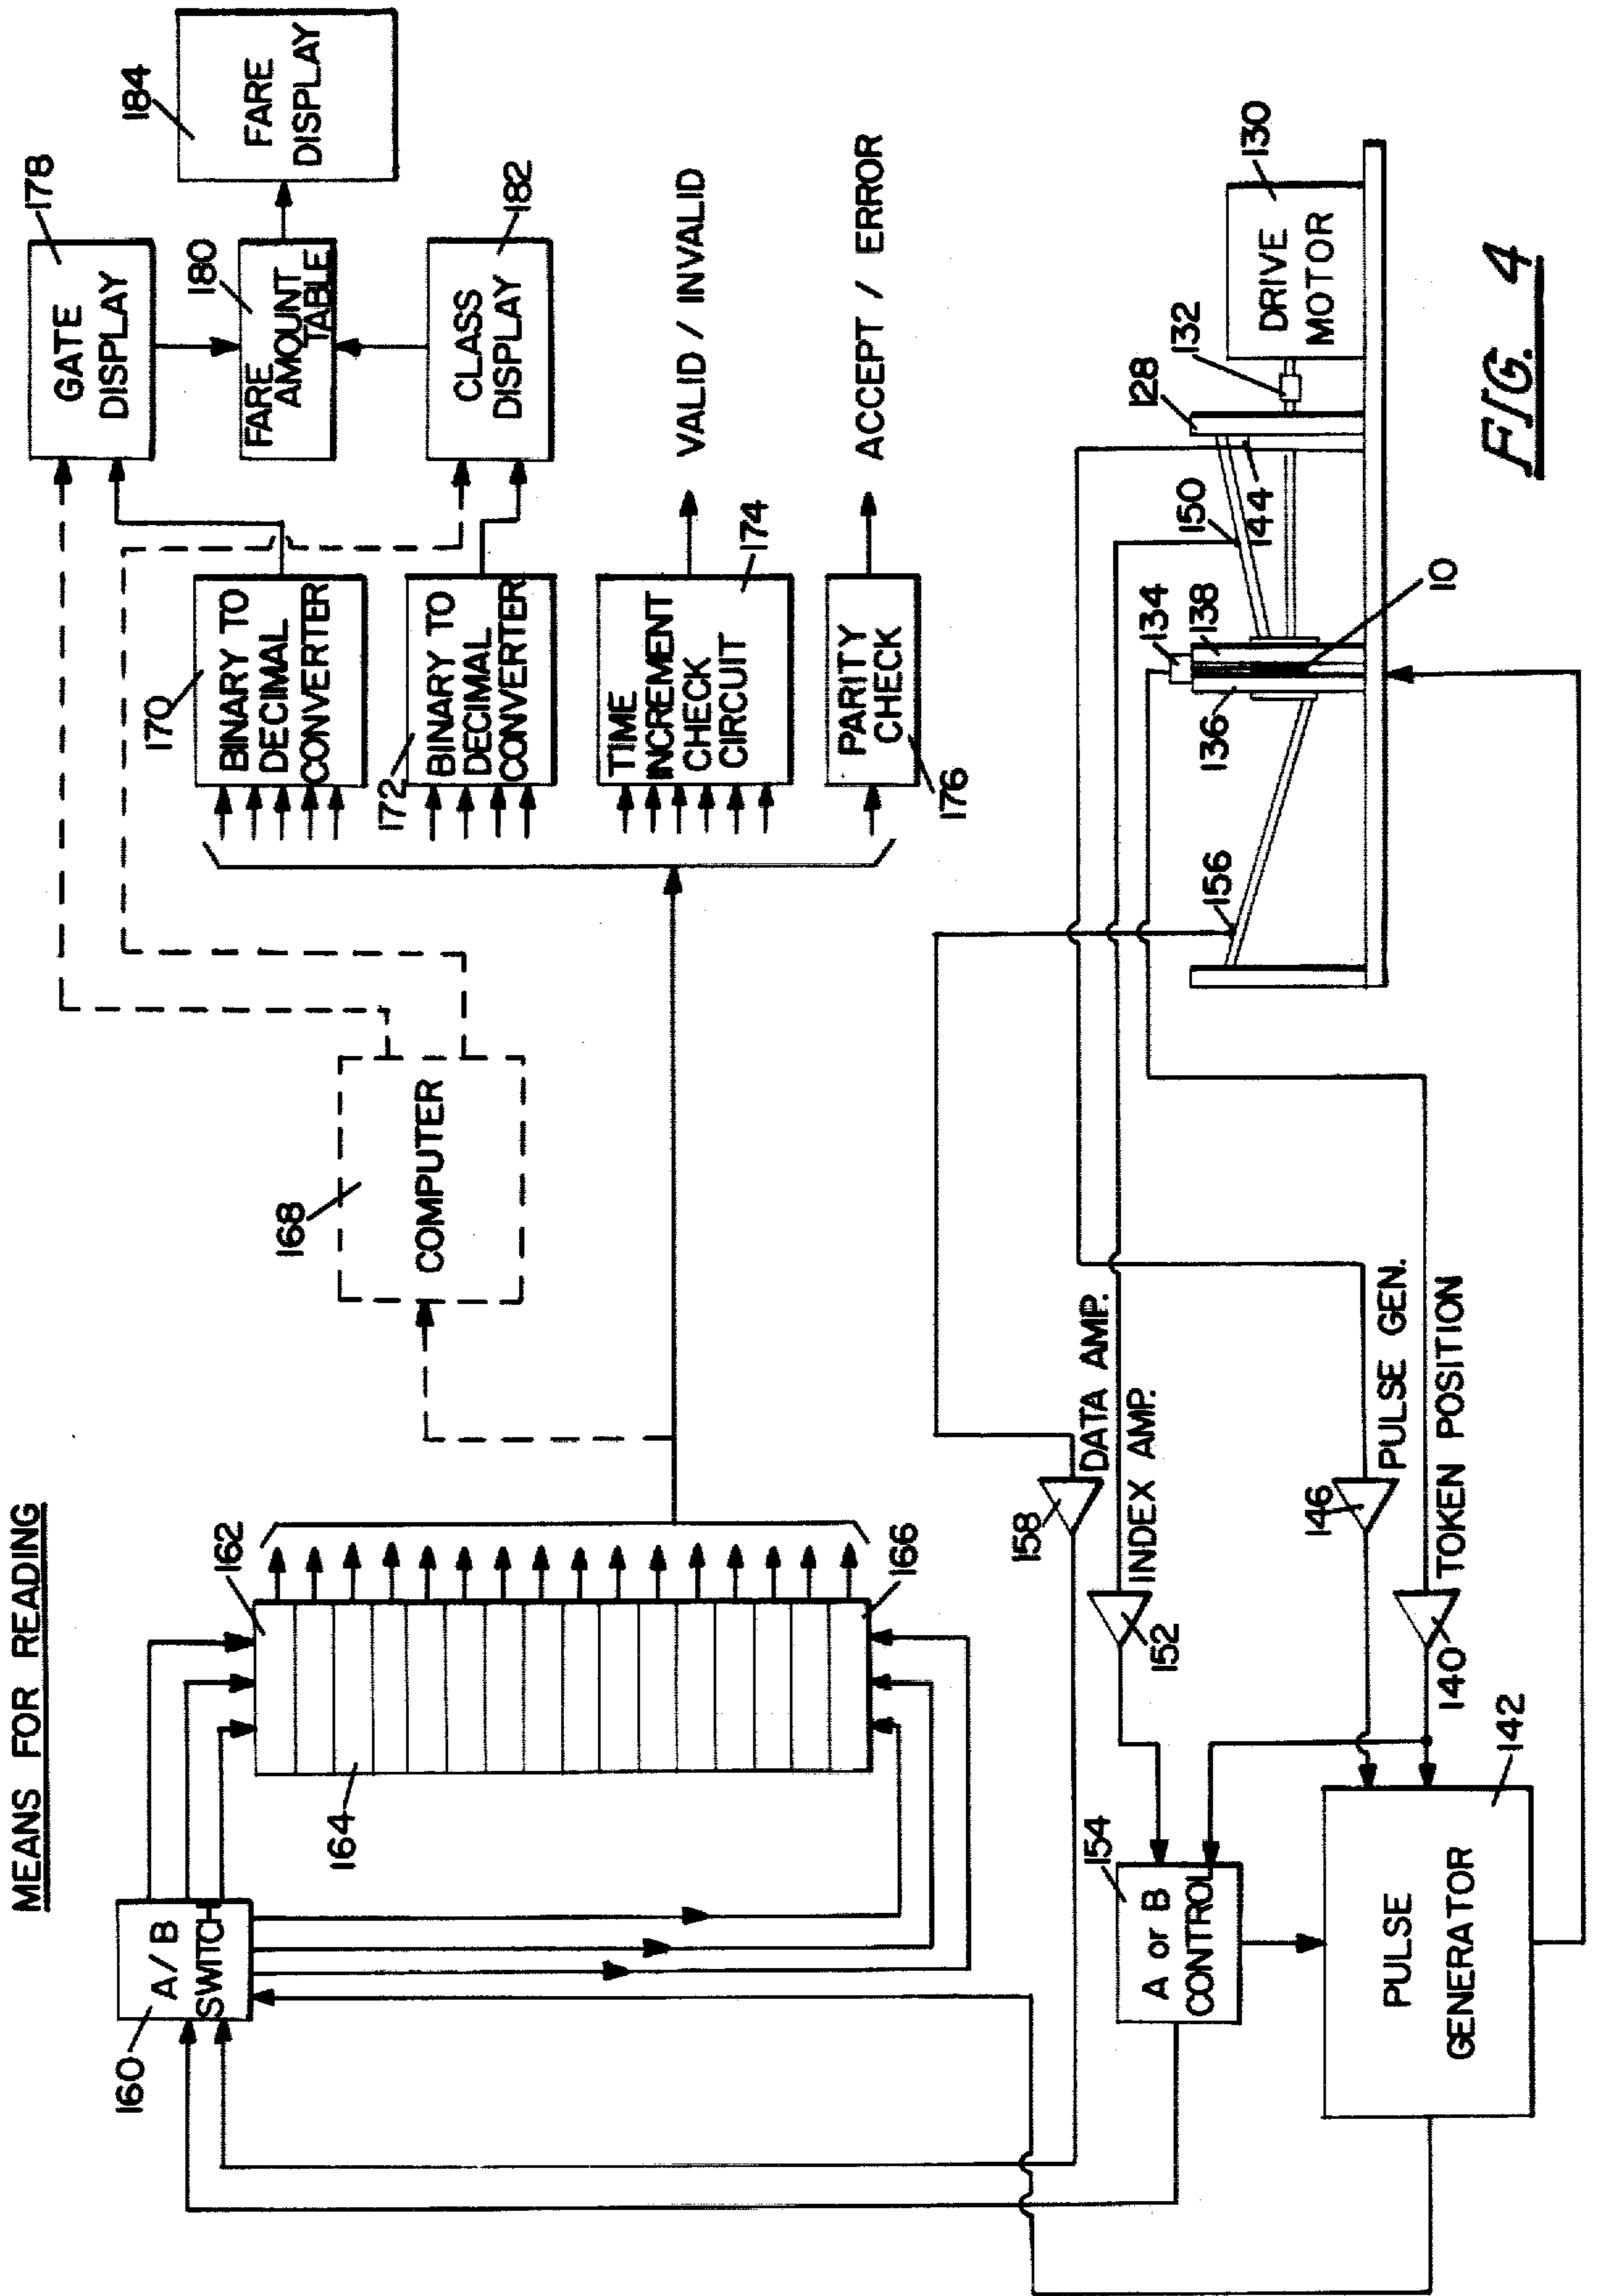 MEANS FOR READING
160
A/B
SWITCH
162
164
166
168
COMPUTER
170
BINARY TO
DECIMAL
CONVERTER
172
BINARY TO
DECIMAL
CONVERTER
TIME
INCREMENT
CHECK
CIRCUIT
174
PARITY
CHECK
176
178
GATE
DISPLAY
180
FARE
AMOUNT
TABLE
182
CLASS
DISPLAY
184
FARE
DISPLAY
VALID / INVALID
ACCEPT / ERROR
158
DATA AMP.
152
INDEX AMP.
146
PULSE GEN.
140
TOKEN POSITION
154
A or B
CONTROL
142
PULSE
GENERATOR
156
136
134
138
10
150
144
128
132
130
DRIVE
MOTOR
FIG. 4